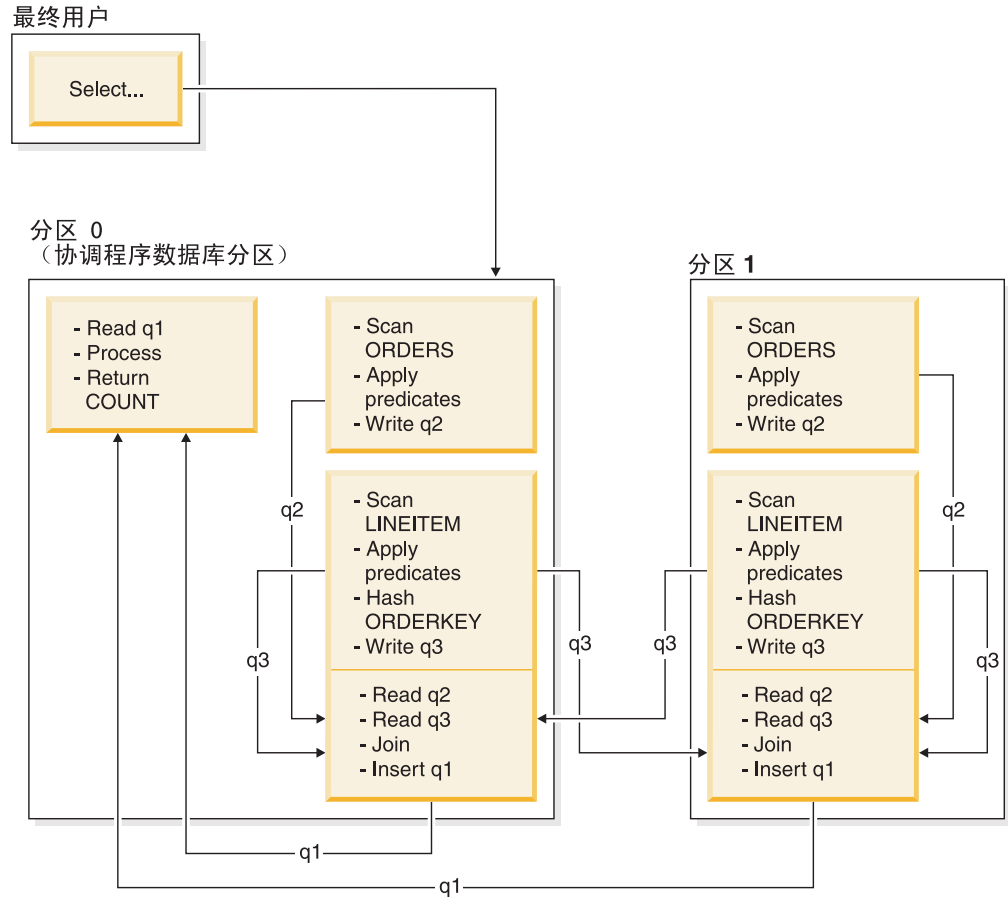 最终用户
Select...
分区 0
（协调程序数据库分区）
- Read q1
- Process
- Return
COUNT
- Scan
ORDERS
- Apply
predicates
- Write q2
- Scan
LINEITEM
- Apply
predicates
- Hash
ORDERKEY
- Write q3
- Read q2
- Read q3
- Join
- Insert q1
q2
q3
q3
q3
分区 1
- Scan
ORDERS
- Apply
predicates
- Write q2
- Scan
LINEITEM
- Apply
predicates
- Hash
ORDERKEY
- Write q3
- Read q2
- Read q3
- Join
- Insert q1
q2
q3
q1
q1